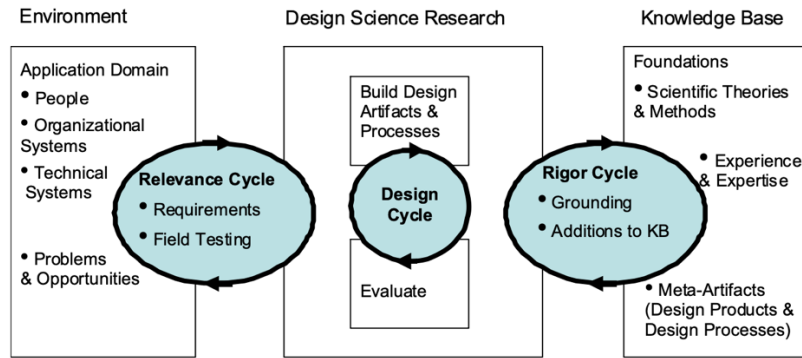 Environment
Design Science Research
Knowledge Base
Application Domain
• People
• Organizational
Systems
• Technical
Systems
• Problems
& Opportunities
Relevance Cycle
• Requirements
• Field Testing
Build Design
Artifacts &
Processes
Design
Cycle
Evaluate
Rigor Cycle
• Grounding
• Additions to KB
Foundations
• Scientific Theories
& Methods
• Experience
& Expertise
• Meta-Artifacts
(Design Products &
Design Processes)